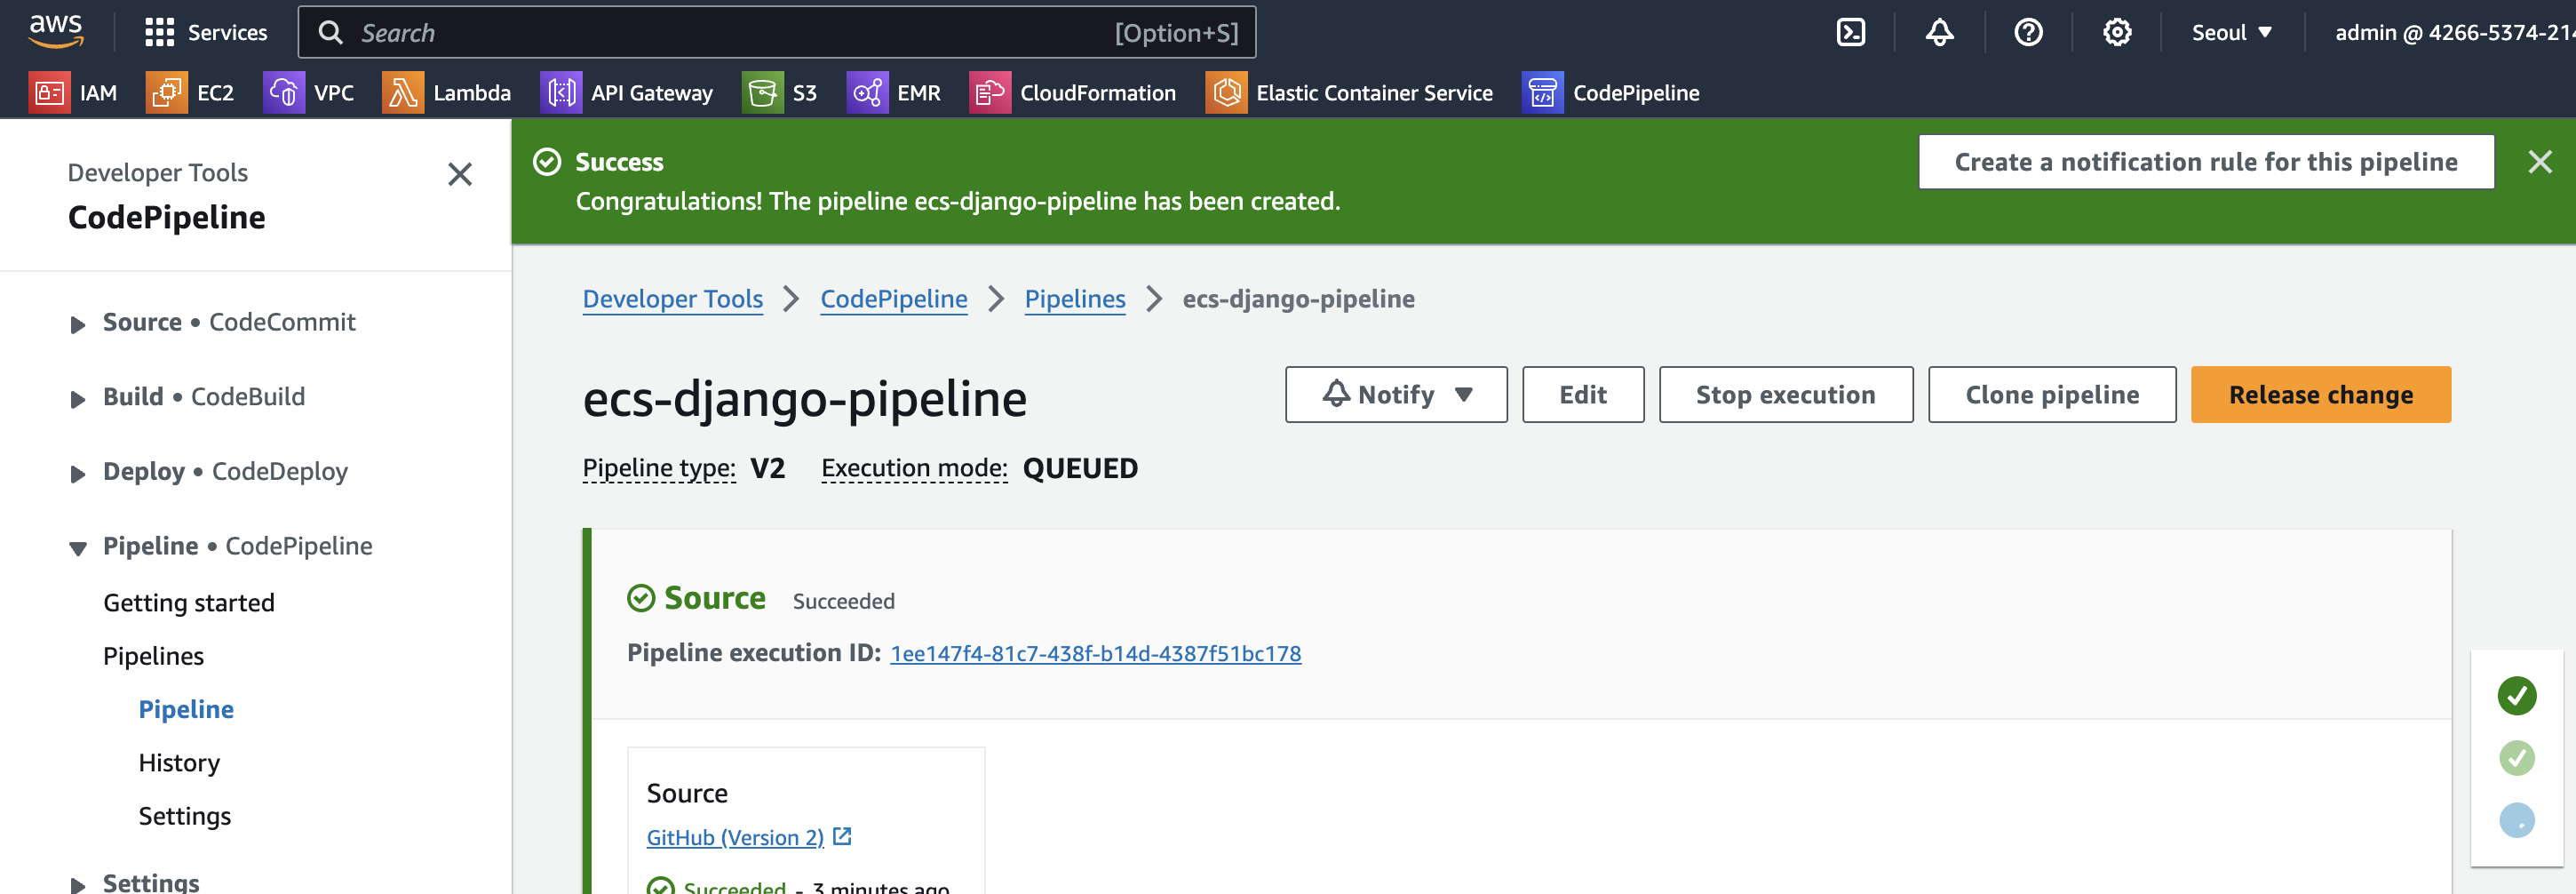 aws
Services
Search
[Option+S]
Seoul
admin @ 4266-5374-214
IAM
EC2
VPC
Lambda
API Gateway
S3
EMR
CloudFormation
Elastic Container Service
CodePipeline
Developer Tools
CodePipeline
Source • CodeCommit
Build • CodeBuild
Deploy • CodeDeploy
Pipeline • CodePipeline
Getting started
Pipelines
Pipeline
History
Settings
Settings
Success
Congratulations! The pipeline ecs-django-pipeline has been created.
Create a notification rule for this pipeline
Developer Tools
CodePipeline
Pipelines
ecs-django-pipeline
ecs-django-pipeline
Notify
Edit
Stop execution
Clone pipeline
Release change
Pipeline type: V2
Execution mode: QUEUED
Source
Succeeded
Pipeline execution ID: 1ee147f4-81c7-438f-b14d-4387f51bc178
Source
GitHub (Version 2)
Succeeded - 3 minutes ago